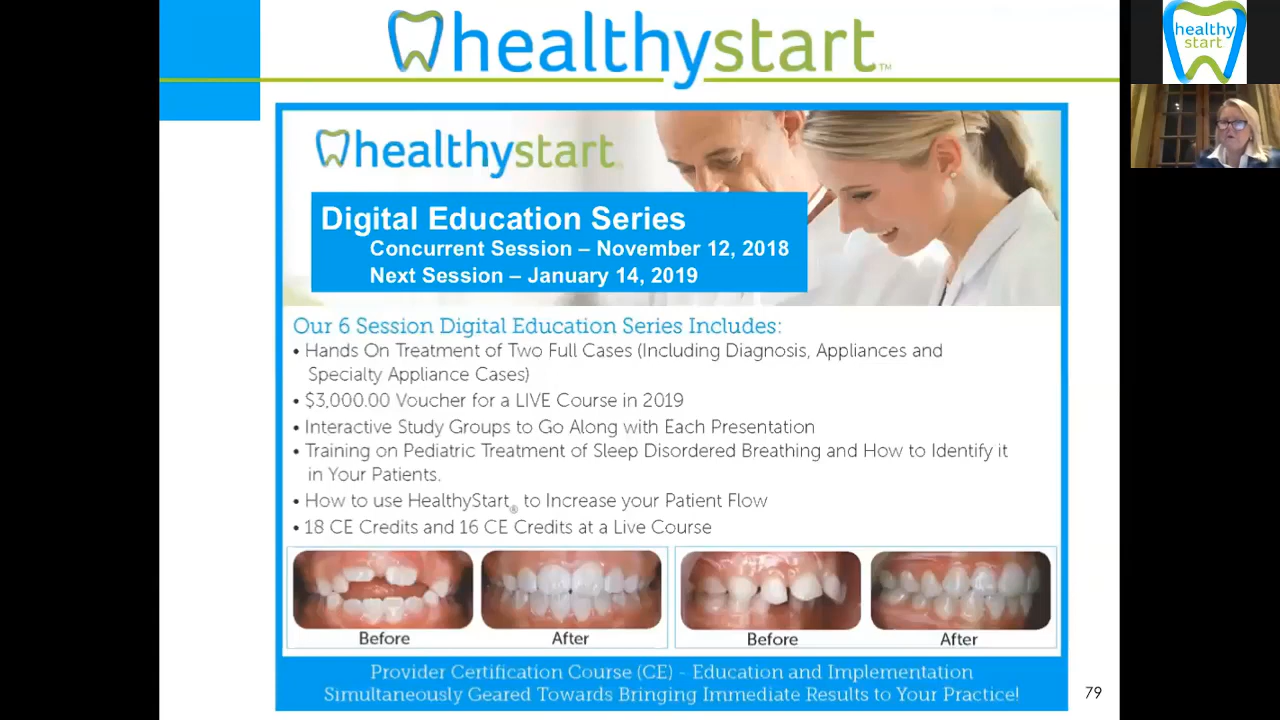 healthystart™
healthy
start
healthystart
Digital Education Series
Concurrent Session – November 12, 2018
Next Session – January 14, 2019
Our 6 Session Digital Education Series Includes:
• Hands On Treatment of Two Full Cases (Including Diagnosis, Appliances and
Specialty Appliance Cases)
• $3,000.00 Voucher for a LIVE Course in 2019
• Interactive Study Groups to Go Along with Each Presentation
• Training on Pediatric Treatment of Sleep Disordered Breathing and How to Identify it
in Your Patients.
• How to use HealthyStart® to Increase your Patient Flow
• 18 CE Credits and 16 CE Credits at a Live Course
Before
After
Before
After
Provider Certification Course (CE) - Education and Implementation
Simultaneously Geared Towards Bringing Immediate Results to Your Practice!
79